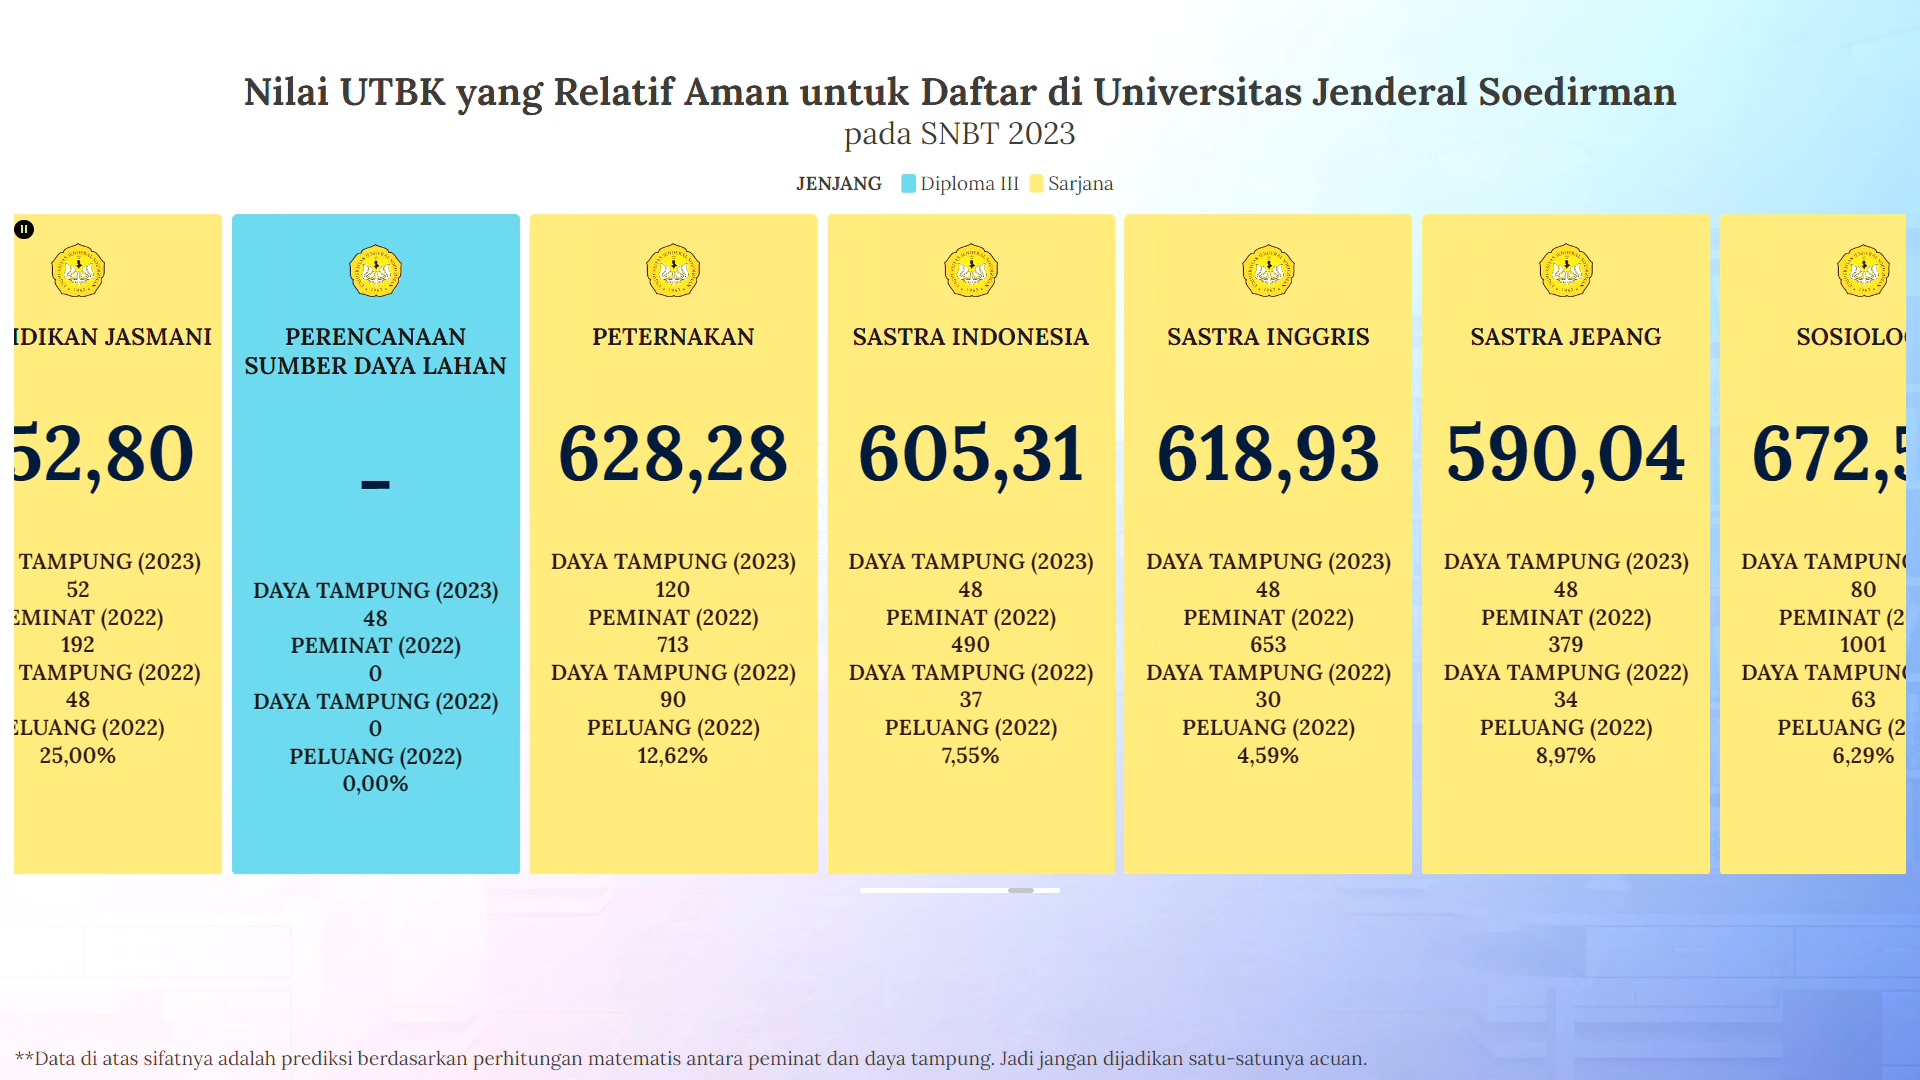 Nilai UTBK yang Relatif Aman untuk Daftar di Universitas Jenderal Soedirman
pada SNBT 2023
JENJANG Diploma III Sarjana
IDIKAN JASMANI
52,80
TAMPUNG (2023)
52
EMINAT (2022)
192
TAMPUNG (2022)
48
ELUANG (2022)
25,00%
PERENCANAAN
SUMBER DAYA LAHAN
-
DAYA TAMPUNG (2023)
48
PEMINAT (2022)
0
DAYA TAMPUNG (2022)
0
PELUANG (2022)
0,00%
PETERNAKAN
628,28
DAYA TAMPUNG (2023)
120
PEMINAT (2022)
713
DAYA TAMPUNG (2022)
90
PELUANG (2022)
12,62%
SASTRA INDONESIA
605,31
DAYA TAMPUNG (2023)
48
PEMINAT (2022)
490
DAYA TAMPUNG (2022)
37
PELUANG (2022)
7,55%
SASTRA INGGRIS
618,93
DAYA TAMPUNG (2023)
48
PEMINAT (2022)
653
DAYA TAMPUNG (2022)
30
PELUANG (2022)
4,59%
SASTRA JEPANG
590,04
DAYA TAMPUNG (2023)
48
PEMINAT (2022)
379
DAYA TAMPUNG (2022)
34
PELUANG (2022)
8,97%
SOSIOLO
672,5
DAYA TAMPUN
80
PEMINAT (2
1001
DAYA TAMPUN
63
PELUANG (2
6,29%
**Data di atas sifatnya adalah prediksi berdasarkan perhitungan matematis antara peminat dan daya tampung. Jadi jangan dijadikan satu-satunya acuan.